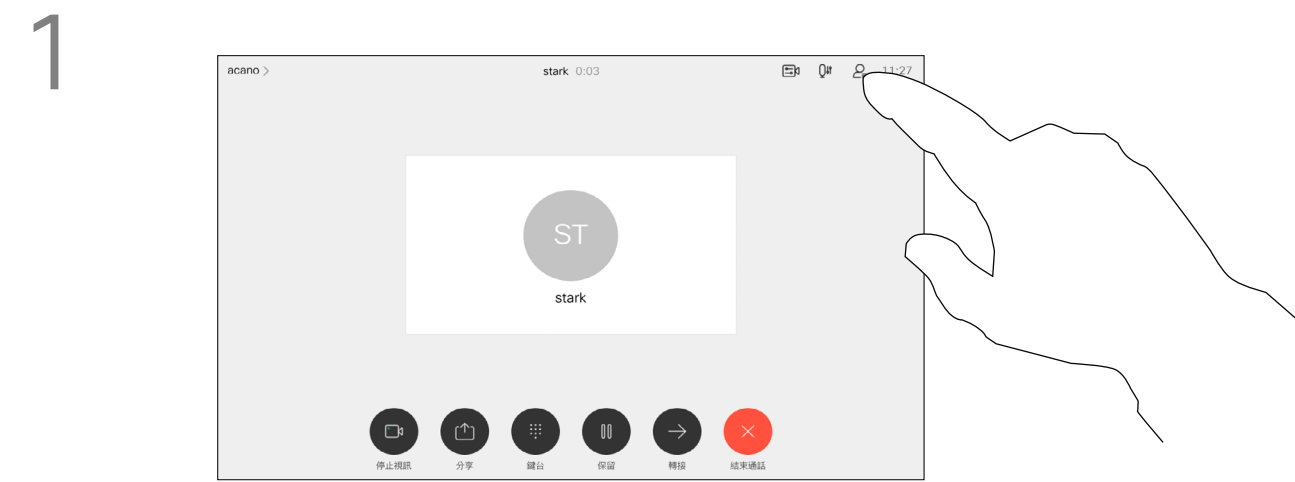 1
acano >
stark 0:03
11:27
ST
stark
停止視訊
分享
鍵台
保留
轉接
結束通話